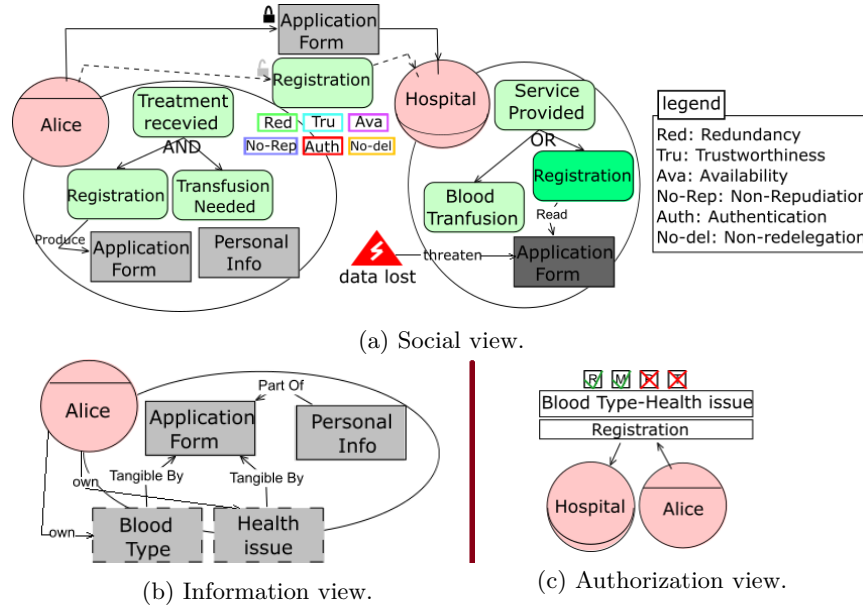 Application
Form
Registration
Alice
Treatment
recevied
AND
Registration
Transfusion
Needed
Produce
Application
Form
Personal
Info
Red
Tru
Ava
No-Rep
Auth
No-del
Hospital
Service
Provided
OR
Blood
Tranfusion
Registration
Read
Application
Form
threaten
data lost
legend
Red: Redundancy
Tru: Trustworthiness
Ava: Availability
No-Rep: Non-Repudiation
Auth: Authentication
No-del: Non-redelegation
(a) Social view.
Alice
Part Of
Application
Form
Personal
Info
Tangible By
Tangible By
own
own
Blood
Type
Health
issue
(b) Information view.
R
M
P
T
Blood Type-Health issue
Registration
Hospital
Alice
(c) Authorization view.